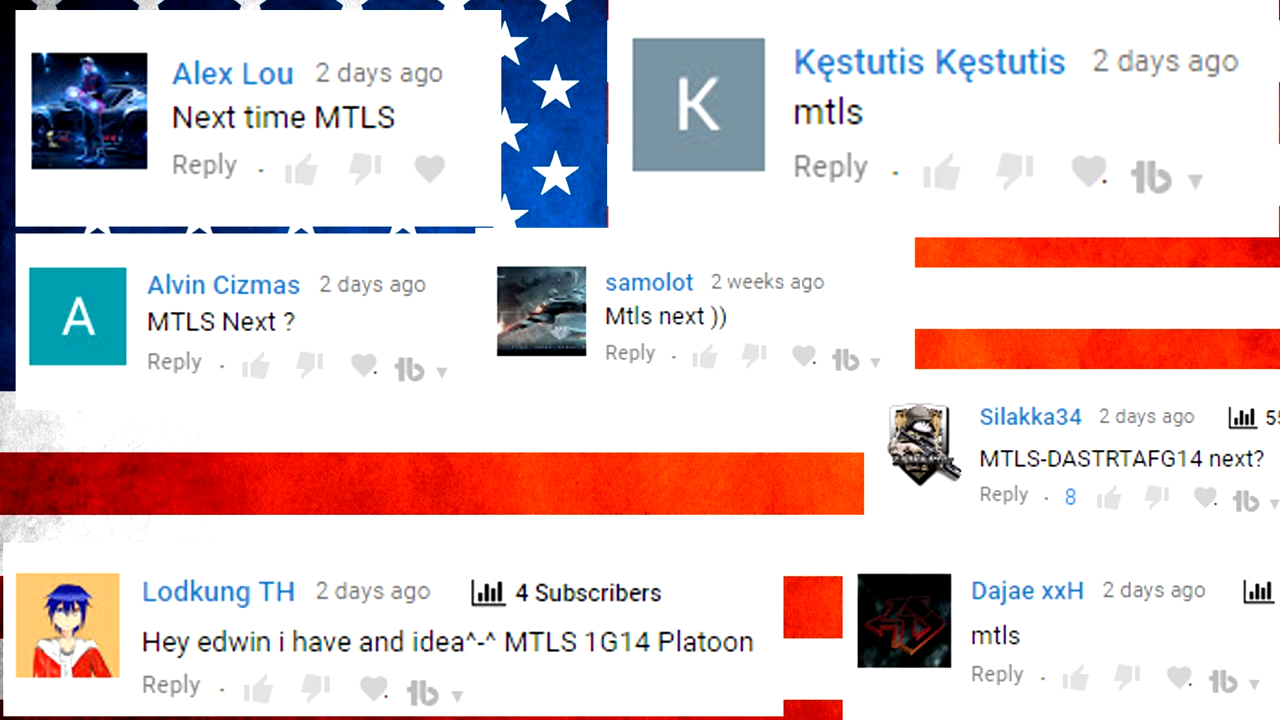 Alex Lou 2 days ago
Next time MTLS
Reply
K
Kęstutis Kęstutis 2 days ago
mtls
Reply
A
Alvin Cizmas 2 days ago
MTLS Next ?
Reply
samolot 2 weeks ago
Mtls next ))
Reply
Silakka34 2 days ago 55
MTLS-DASTRTAFG14 next?
Reply · 8
Lodkung TH 2 days ago 4 Subscribers
Hey edwin i have and idea^-^ MTLS 1G14 Platoon
Reply
Dajae xxH 2 days ago
mtls
Reply